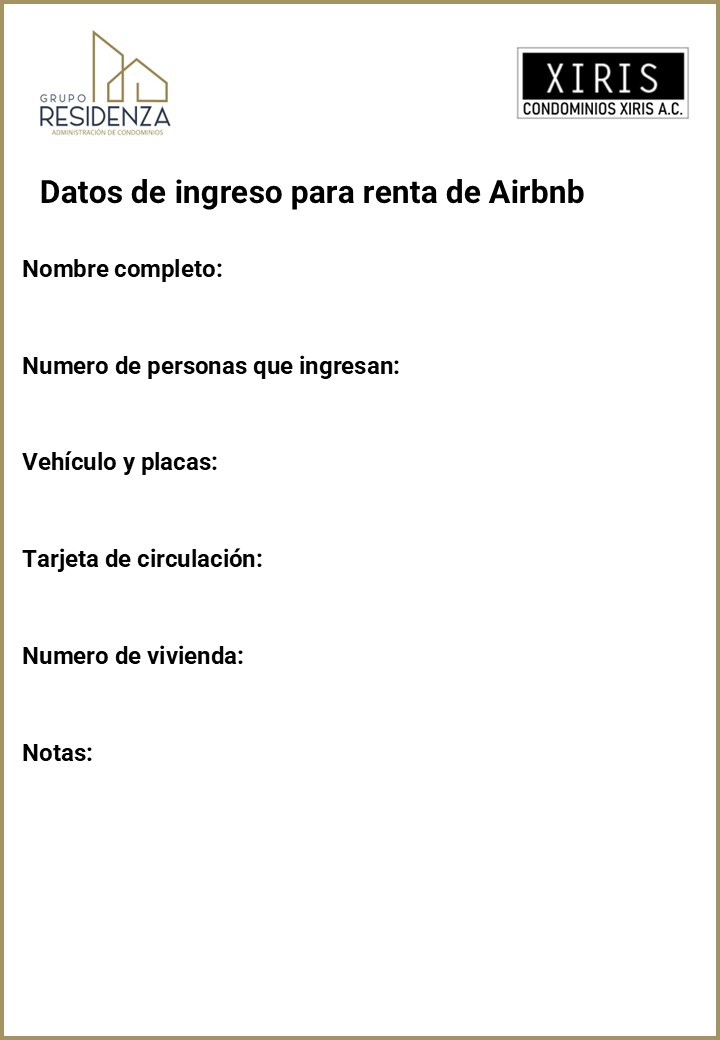 GRUPO
RESIDENZA
ADMINISTRACIÓN DE CONDOMINIOS
XIRIS
CONDOMINIOS XIRIS A.C.
Datos de ingreso para renta de Airbnb
Nombre completo:
Numero de personas que ingresan:
Vehículo y placas:
Tarjeta de circulación:
Numero de vivienda:
Notas: